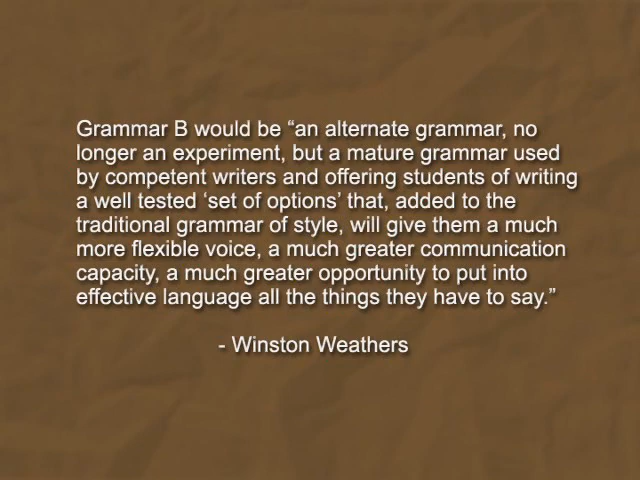 Grammar B would be “an alternate grammar, no
longer an experiment, but a mature grammar used
by competent writers and offering students of writing
a well tested ‘set of options’ that, added to the
traditional grammar of style, will give them a much
more flexible voice, a much greater communication
capacity, a much greater opportunity to put into
effective language all the things they have to say.”
- Winston Weathers